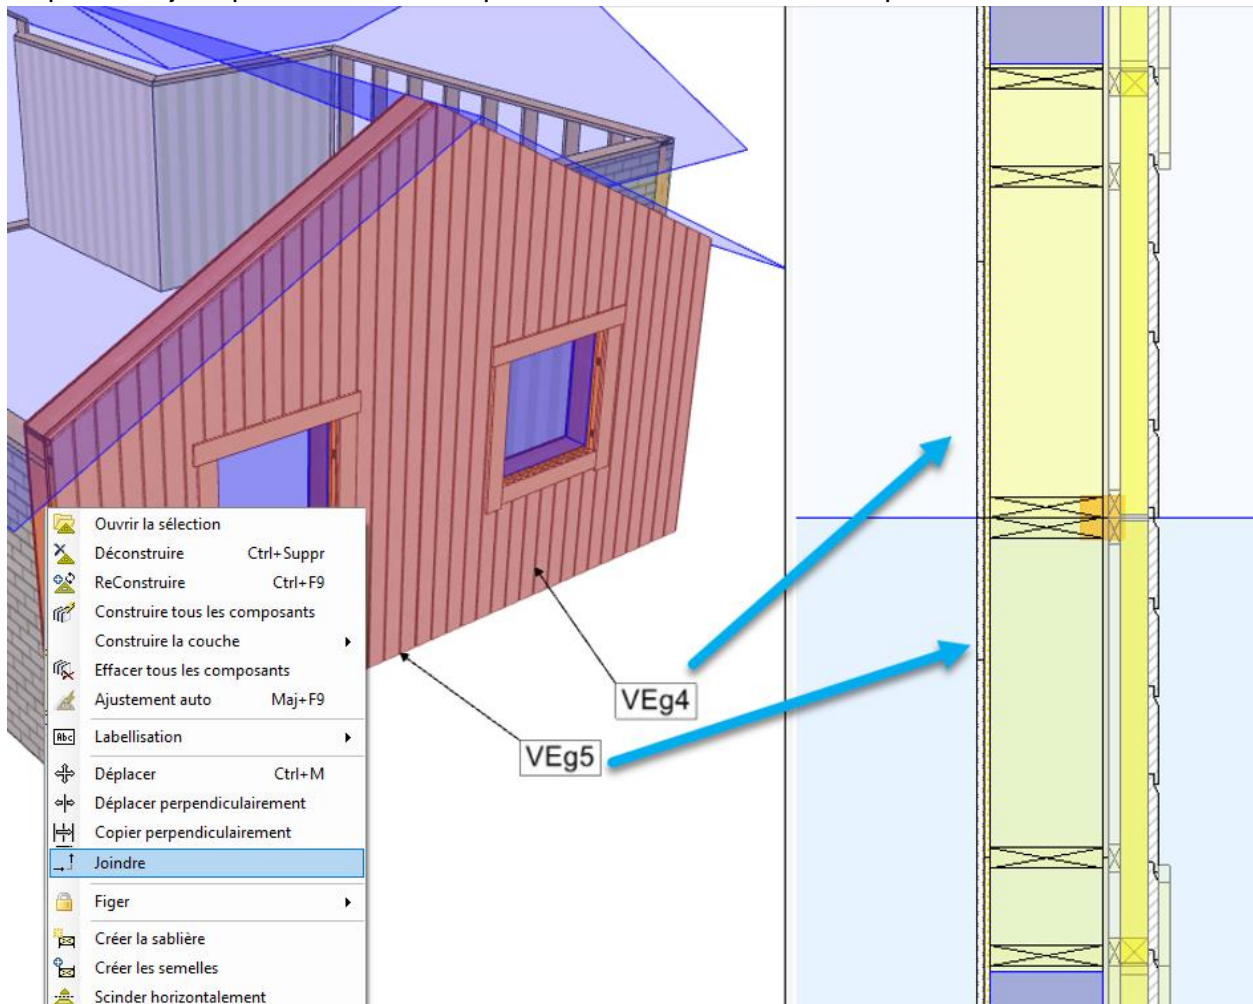 Ouvrir la sélection
Déconstruire Ctrl+Suppr
ReConstruire Ctrl+F9
Construire tous les composants
Construire la couche
Effacer tous les composants
Ajustement auto Maj+F9
Abc Labellisation
Déplacer Ctrl+M
Déplacer perpendiculairement
Copier perpendiculairement
Joindre
Figer
Créer la sablière
Créer les semelles
Scinder horizontalement
VEg4
VEg5